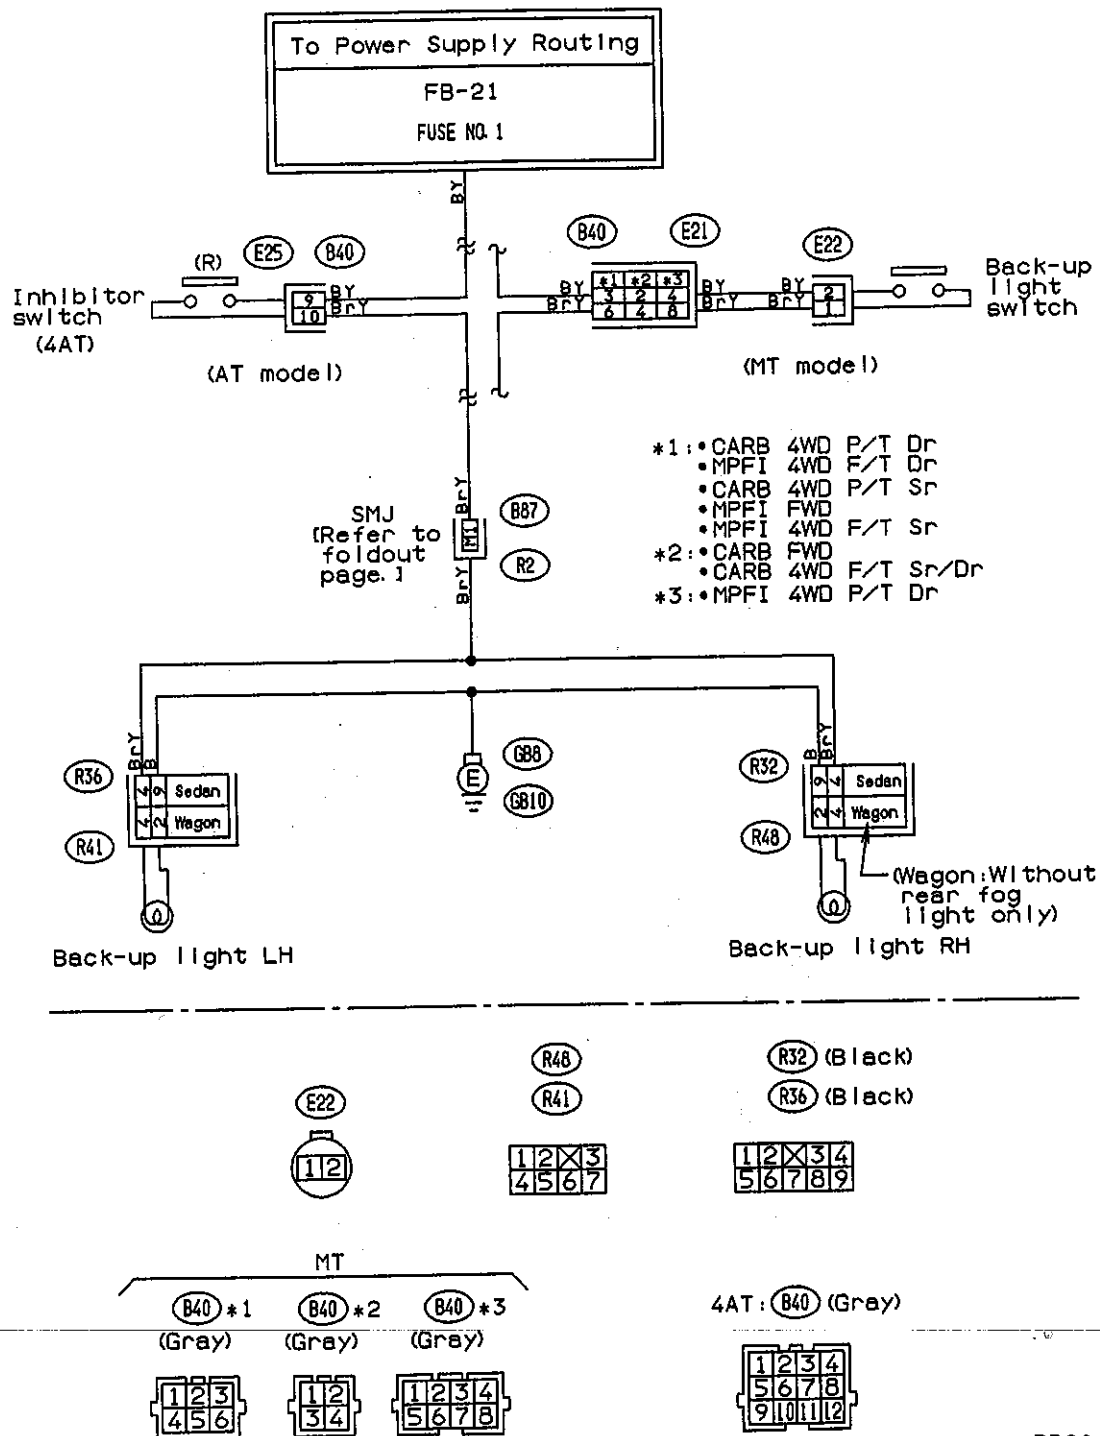 To Power Supply Routing
FB-21
FUSE NO. 1
BY
(R)
E25
B40
B40
E21
E22
Inhibitor
switch
(4AT)
9
10
BY
BrY
BY
BrY
*1 *2 *3
3 2 4
6 4 8
BY
BrY
BY
BrY
2
1
Back-up
light
switch
(AT model)
(MT model)
*1:•CARB 4WD P/T Dr
•MPFI 4WD F/T Dr
•CARB 4WD P/T Sr
•MPFI FWD
•MPFI 4WD F/T Sr
*2:•CARB FWD
•CARB 4WD F/T Sr/Dr
*3:•MPFI 4WD P/T Dr
BrY
SMJ
[Refer to
foldout
page.]
M1
B87
R2
BrY
BrY
B
R36
4 9 Sedan
4 2 Wagon
R41
E
GB8
GB10
B
BrY
R32
9 4 Sedan
2 4 Wagon
R48
(Wagon:Without
rear fog
light only)
Back-up light LH
Back-up light RH
E22
1 2
R48
R41
1 2 3
4 5 6 7
R32 (Black)
R36 (Black)
1 2 3 4
5 6 7 8 9
MT
B40 *1
(Gray)
1 2 3
4 5 6
B40 *2
(Gray)
1 2
3 4
B40 *3
(Gray)
1 2 3 4
5 6 7 8
4AT: B40 (Gray)
1 2 3 4
5 6 7 8
9 10 11 12